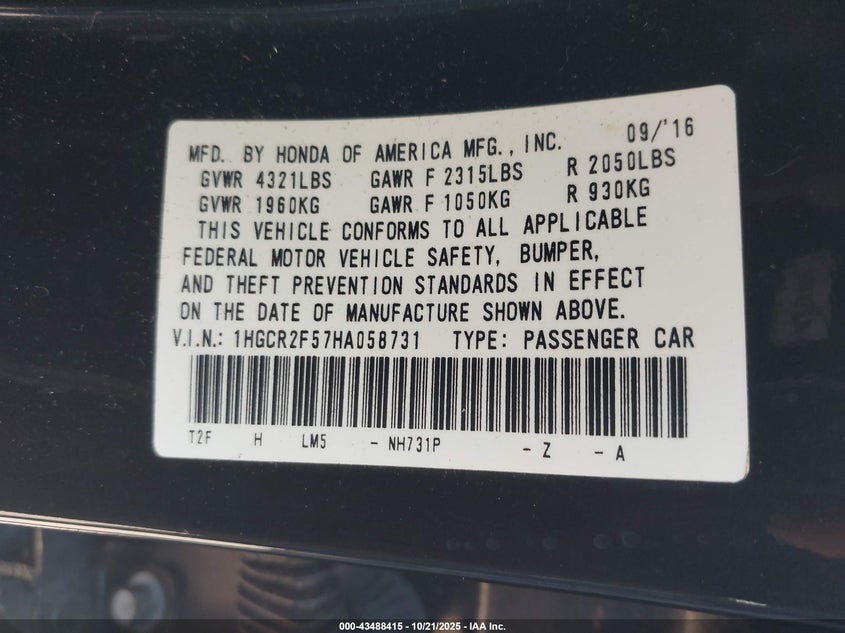 MFD. BY HONDA OF AMERICA MFG., INC. 09/'16
GVWR 4321LBS GAWR F 2315LBS R 2050LBS
GVWR 1960KG GAWR F 1050KG R 930KG
THIS VEHICLE CONFORMS TO ALL APPLICABLE
FEDERAL MOTOR VEHICLE SAFETY, BUMPER,
AND THEFT PREVENTION STANDARDS IN EFFECT
ON THE DATE OF MANUFACTURE SHOWN ABOVE.
V.I.N.: 1HGCR2F57HA058731 TYPE: PASSENGER CAR
T2F H LM5 - NH731P - Z - A
000-43488415 - 10/21/2025 - IAA Inc.